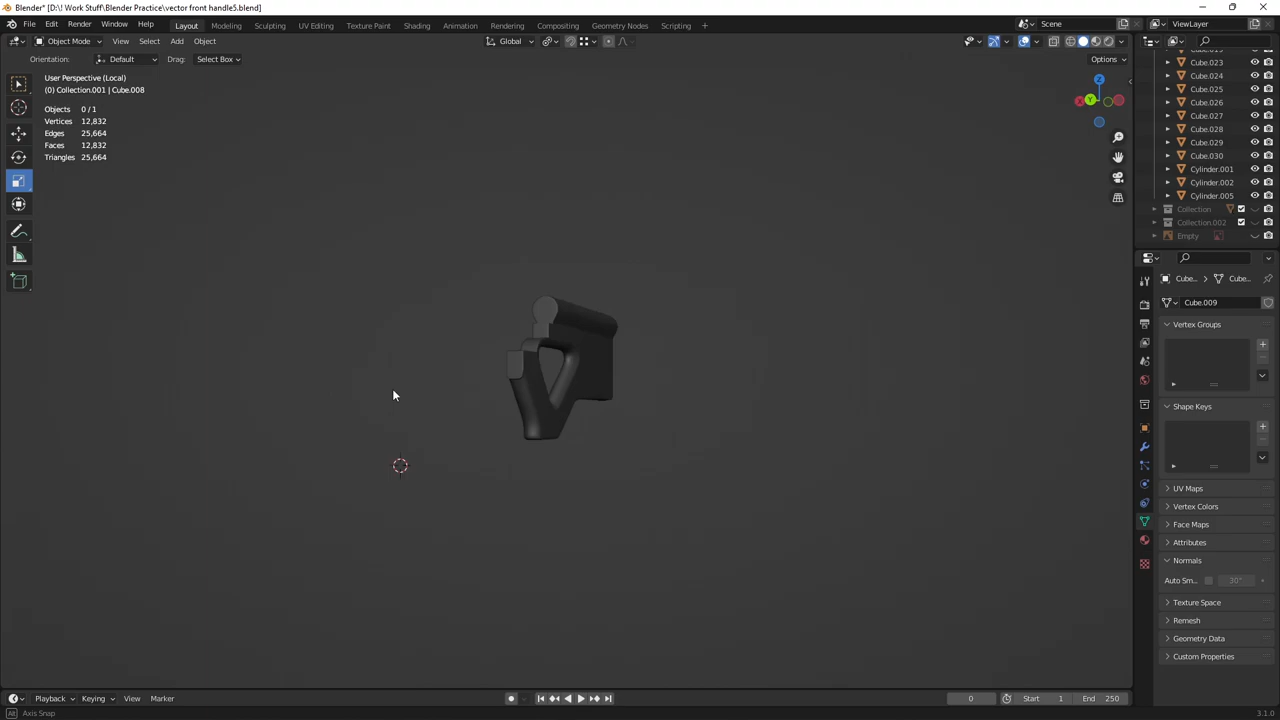 Blender* [D:\! Work Stuff\Blender Practice\vector front handle5.blend]
File Edit Render Window Help Layout Modeling Sculpting UV Editing Texture Paint Shading Animation Rendering Compositing Geometry Nodes Scripting + Scene ViewLayer
Object Mode View Select Add Object Global
Orientation: Default Drag: Select Box Options
User Perspective (Local)
(0) Collection.001 | Cube.008
Objects 0 / 1
Vertices 12,832
Edges 25,664
Faces 12,832
Triangles 25,664
Z
X
Y
Cube.023
Cube.024
Cube.025
Cube.026
Cube.027
Cube.028
Cube.029
Cube.030
Cylinder.001
Cylinder.002
Cylinder.005
Collection
Collection.002
Empty
Cube... > Cube...
Cube.009
Vertex Groups
Shape Keys
UV Maps
Vertex Colors
Face Maps
Attributes
Normals
Auto Sm... 30°
Texture Space
Remesh
Geometry Data
Custom Properties
Playback Keying View Marker 0 Start 1 End 250
Axis Snap 3.1.0